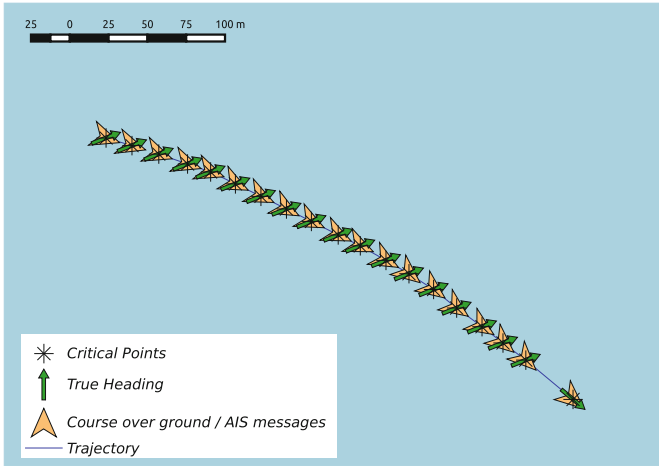 25 0 25 50 75 100 m
Critical Points
True Heading
Course over ground / AIS messages
Trajectory